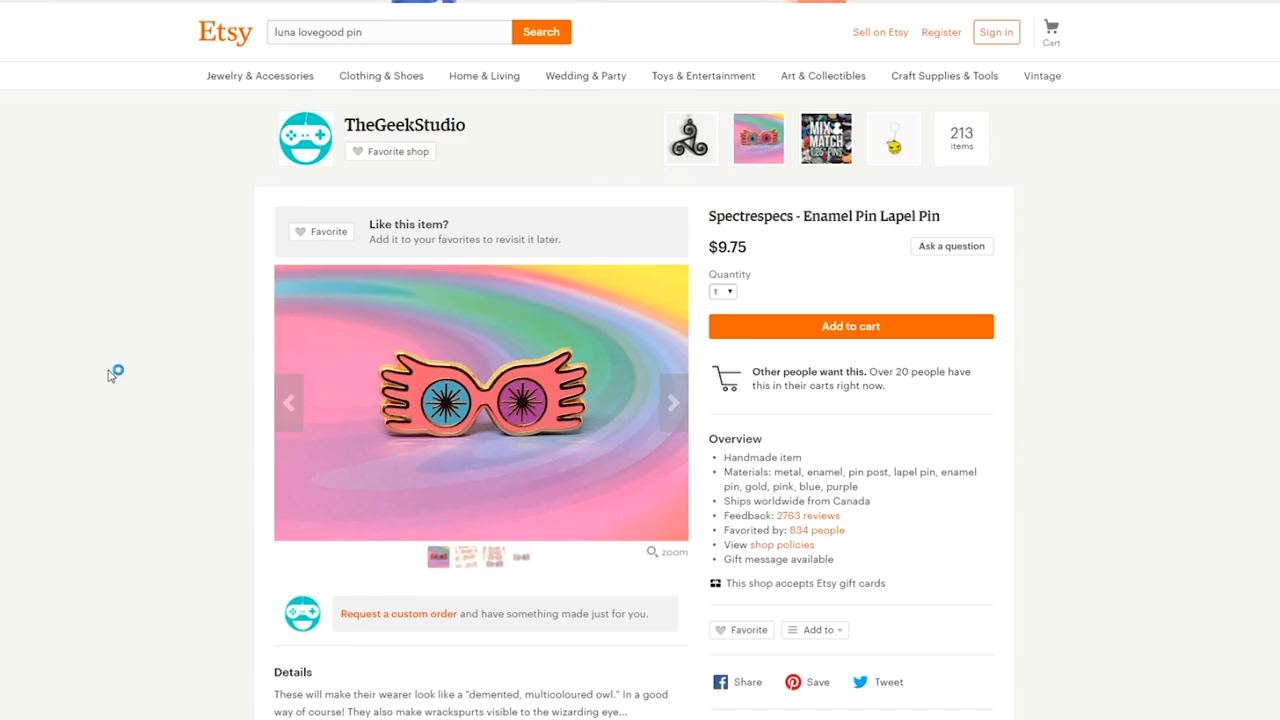 Etsy
luna lovegood pin
Search
Sell on Etsy
Register
Sign in
Cart
Jewelry & Accessories
Clothing & Shoes
Home & Living
Wedding & Party
Toys & Entertainment
Art & Collectibles
Craft Supplies & Tools
Vintage
TheGeekStudio
Favorite shop
MIX
MATCH
1.25" PINS
213
items
Favorite
Like this item?
Add it to your favorites to revisit it later.
zoom
Request a custom order and have something made just for you.
Details
These will make their wearer look like a "demented, multicoloured owl." In a good
way of course! They also make wrackspurts visible to the wizarding eye...
Spectrespecs - Enamel Pin Lapel Pin
$9.75
Ask a question
Quantity
1
Add to cart
Other people want this. Over 20 people have
this in their carts right now.
Overview
Handmade item
Materials: metal, enamel, pin post, lapel pin, enamel
pin, gold, pink, blue, purple
Ships worldwide from Canada
Feedback: 2763 reviews
Favorited by: 834 people
View shop policies
Gift message available
This shop accepts Etsy gift cards
Favorite
Add to
Share
Save
Tweet